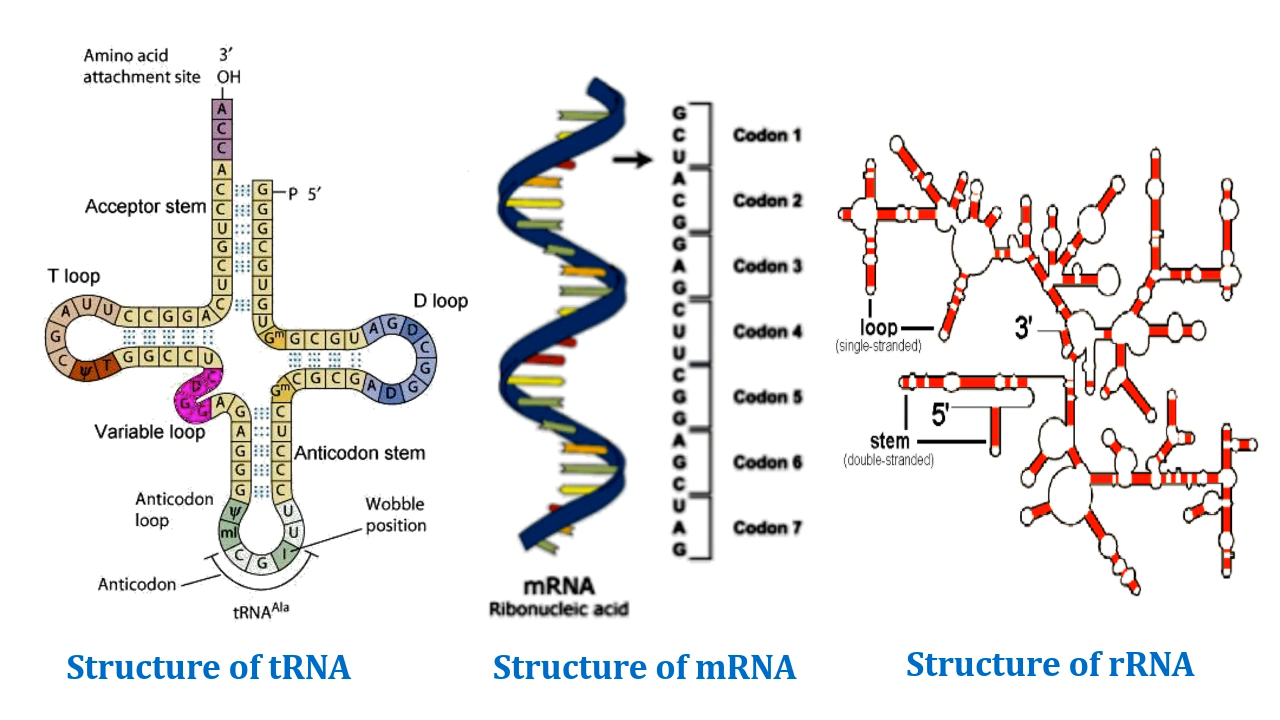 Amino acid
attachment site
3′
OH
A
C
C
A
C
C
U
G
C
U
C
G
G
G
C
G
U
G
U
P 5′
Acceptor stem
T loop
A U U C C G G A
G
C ψ T G G C C U
D loop
Gᵐ G C G U A G D
C
G
Gᵐ C G C G A D G
C
D
G
G
A
Variable loop
G
A
G
G
G
C
U
C
C
C
Anticodon stem
Anticodon
loop
ψ
mI
C
G
I
U
U
Wobble
position
Anticodon
tRNAᴬˡᵃ
Structure of tRNA
G
C
U
Codon 1
A
C
G
Codon 2
G
A
G
Codon 3
C
U
U
Codon 4
C
G
G
Codon 5
A
G
C
Codon 6
U
A
G
Codon 7
mRNA
Ribonucleic acid
Structure of mRNA
loop
(single-stranded)
3'
5'
stem
(double-stranded)
Structure of rRNA